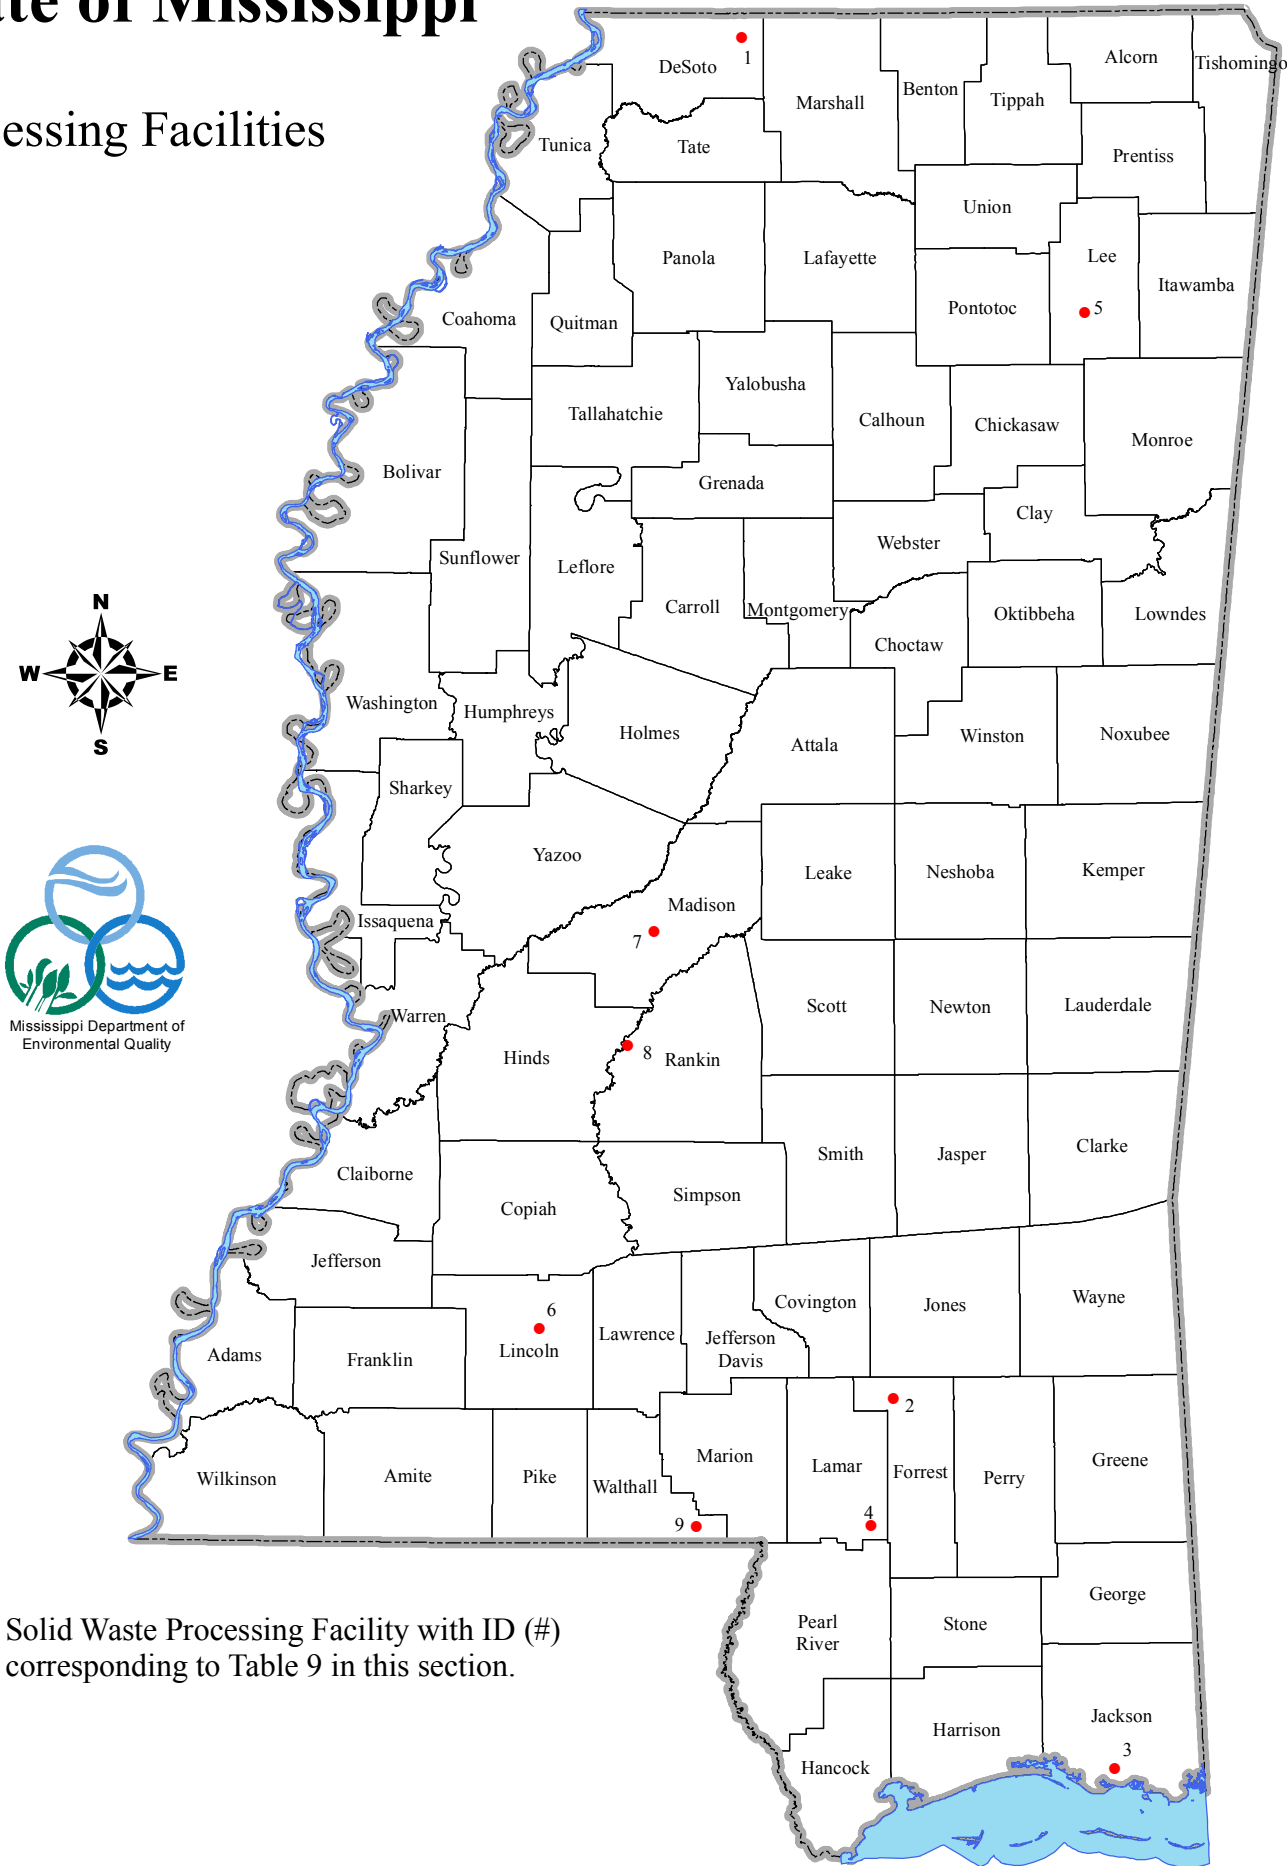 ate of Mississippi
essing Facilities
DeSoto
1
Marshall
Benton
Tippah
Alcorn
Tishomingo
Tunica
Tate
Prentiss
Union
Panola
Lafayette
Lee
Itawamba
Coahoma
Quitman
Pontotoc
5
Yalobusha
Tallahatchie
Calhoun
Chickasaw
Monroe
Bolivar
Grenada
Clay
Webster
Sunflower
Leflore
Carroll
Montgomery
Oktibbeha
Lowndes
Choctaw
N
W
E
S
Washington
Humphreys
Holmes
Attala
Winston
Noxubee
Sharkey
Yazoo
Leake
Neshoba
Kemper
Issaquena
Madison
7
Scott
Newton
Lauderdale
Mississippi Department of
Environmental Quality
Warren
Hinds
8
Rankin
Claiborne
Smith
Jasper
Clarke
Copiah
Simpson
Jefferson
6
Covington
Jones
Wayne
Lincoln
Lawrence
Jefferson
Davis
Adams
Franklin
2
Wilkinson
Amite
Pike
Walthall
Marion
Lamar
Forrest
Perry
Greene
9
4
George
Pearl
River
Stone
Solid Waste Processing Facility with ID (#)
corresponding to Table 9 in this section.
Jackson
Harrison
3
Hancock